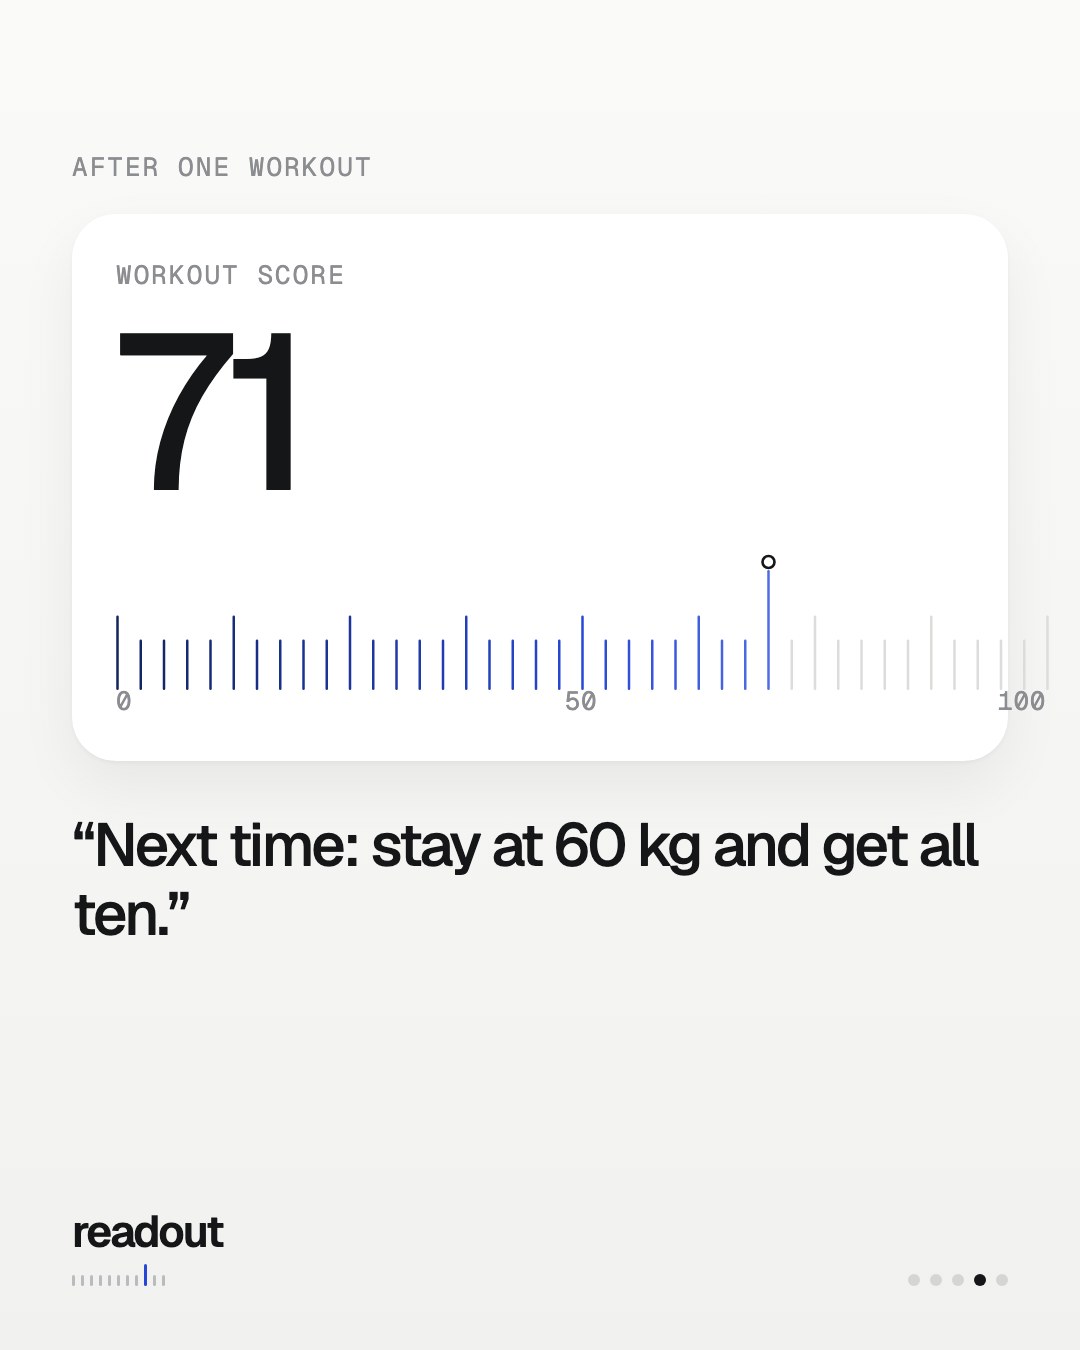 AFTER ONE WORKOUT
WORKOUT SCORE
71
0 50 100
“Next time: stay at 60 kg and get all
ten.”
readout